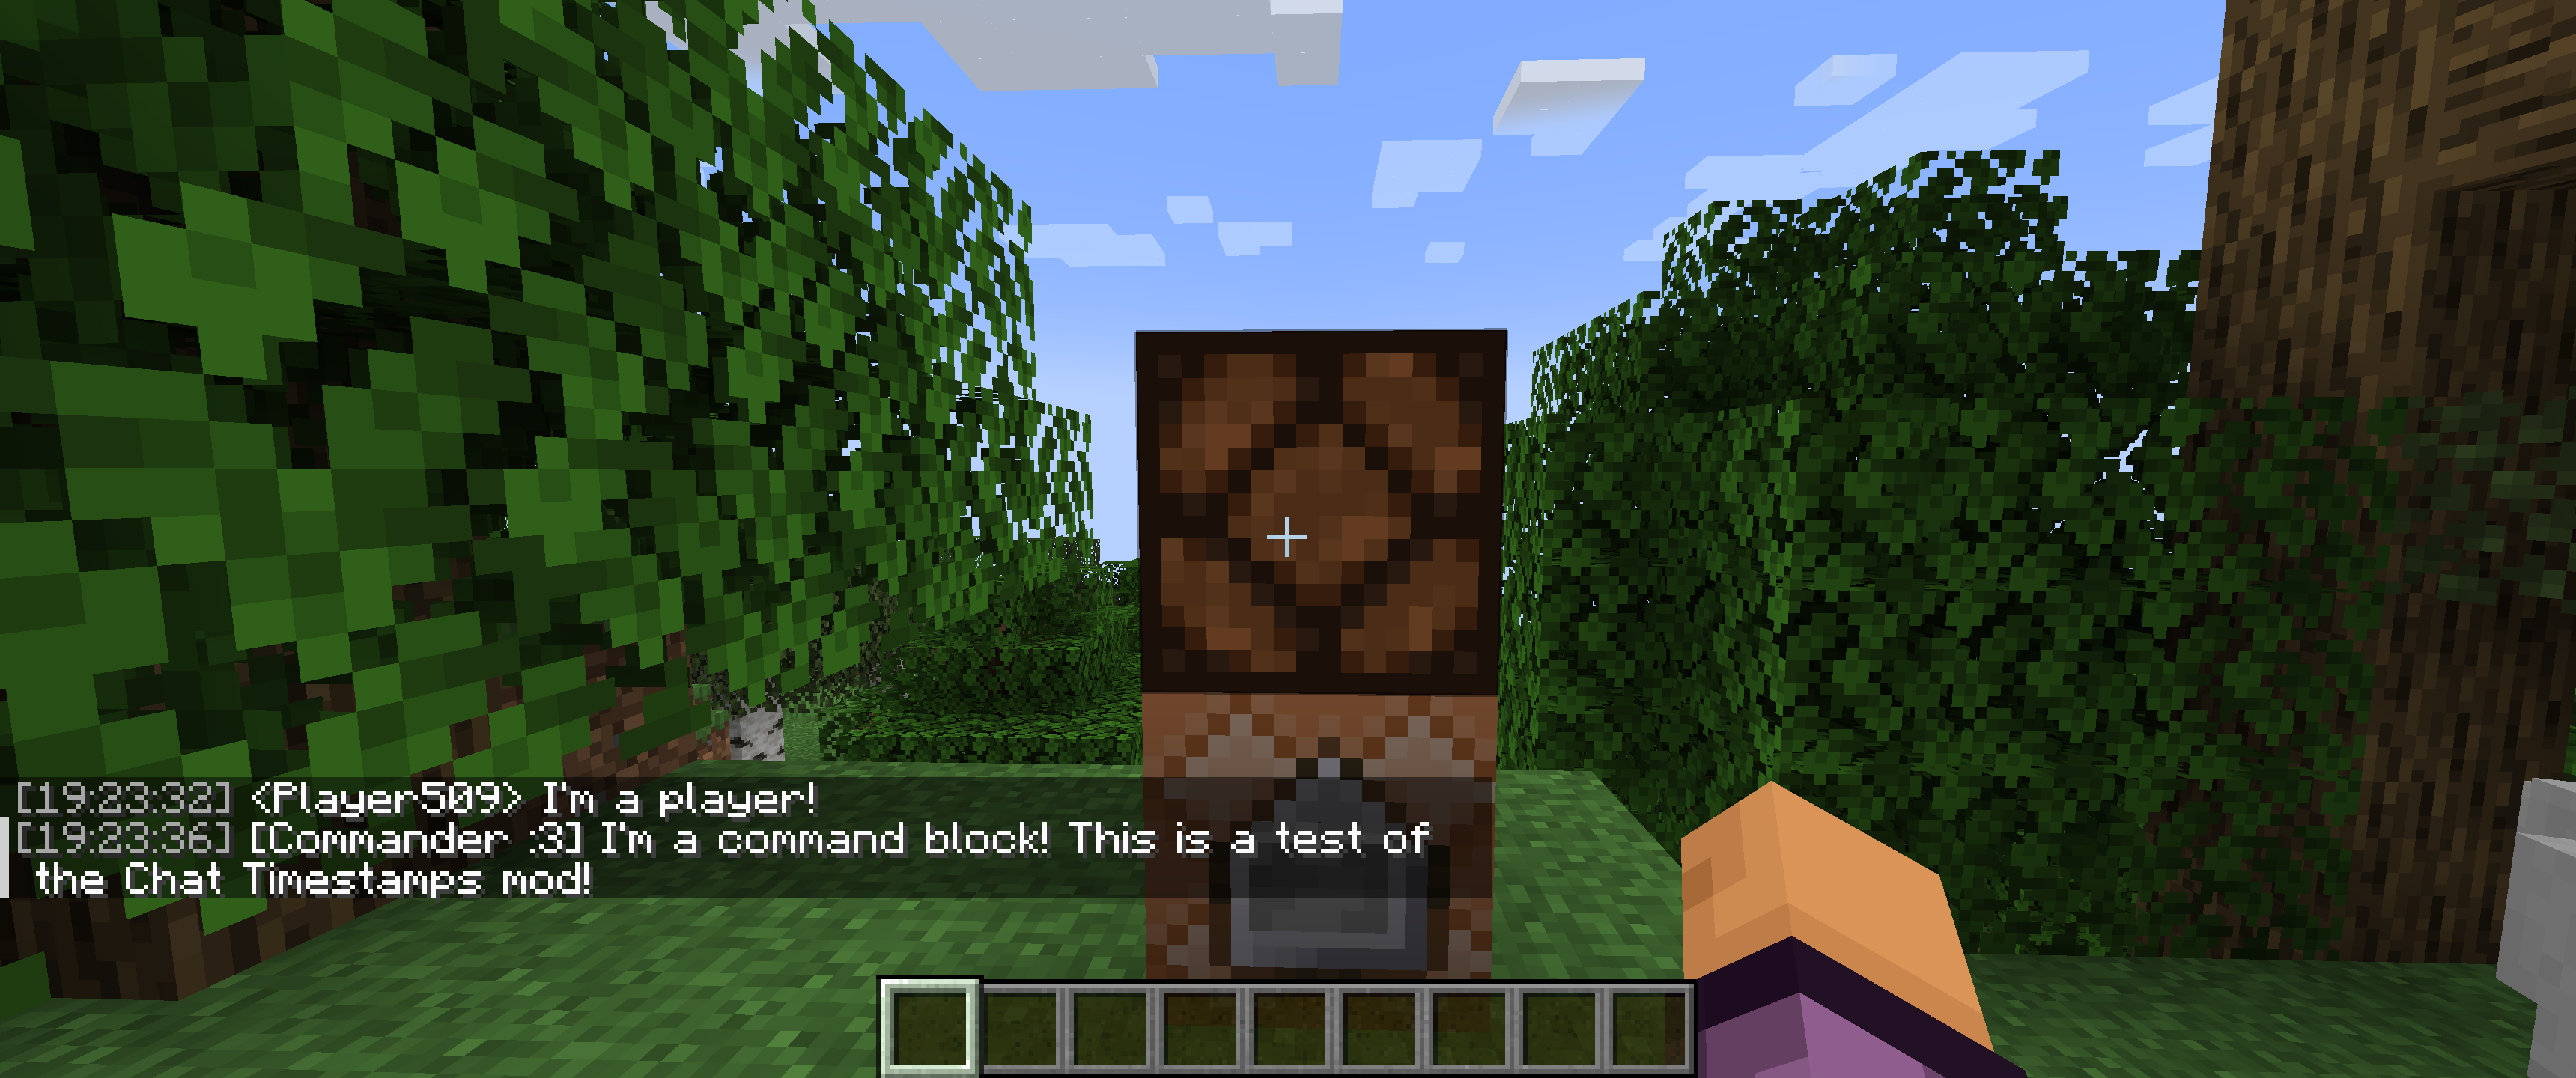 [19:23:32] <Player509> I'm a player!
[19:23:36] [Commander :3] I'm a command block! This is a test of
the Chat Timestamps mod!